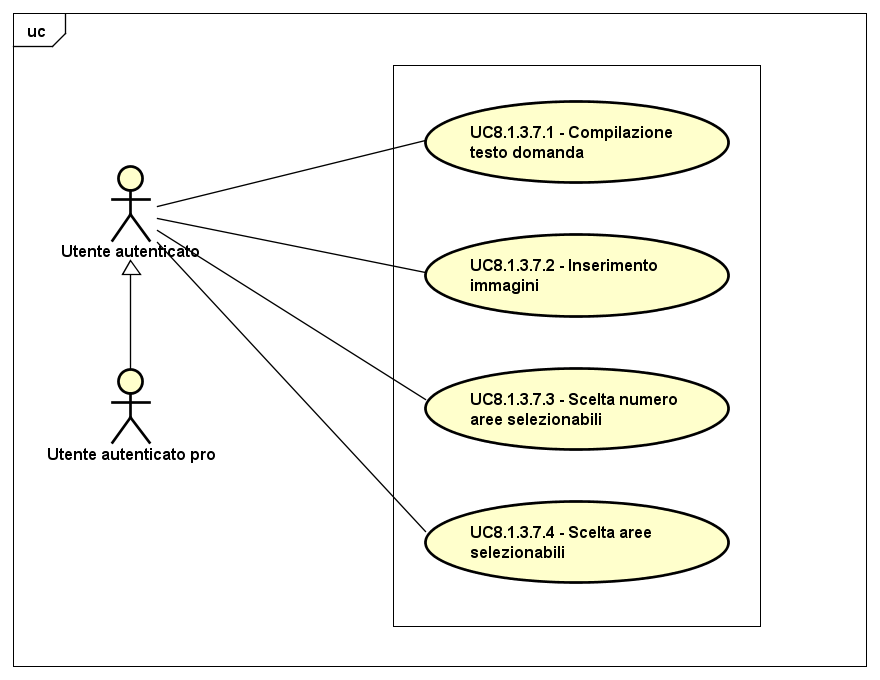 uc
UC8.1.3.7.1 - Compilazione
testo domanda
Utente autenticato
UC8.1.3.7.2 - Inserimento
immagini
UC8.1.3.7.3 - Scelta numero
aree selezionabili
Utente autenticato pro
UC8.1.3.7.4 - Scelta aree
selezionabili